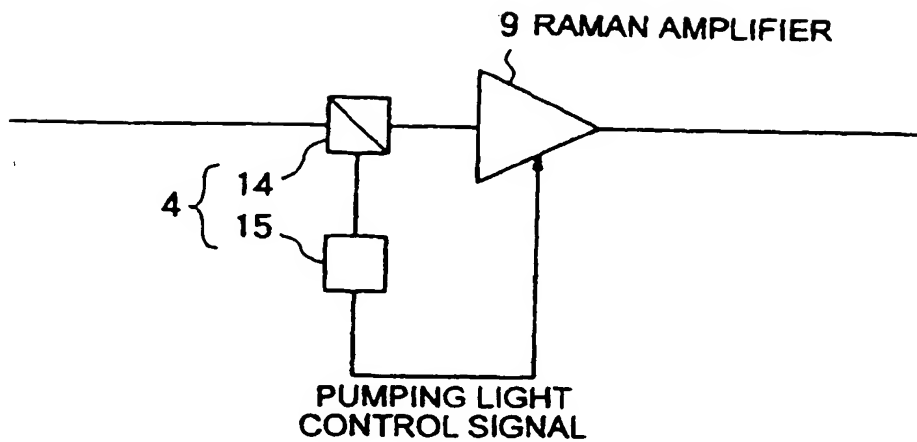 9 RAMAN AMPLIFIER
14
4
15
PUMPING LIGHT
CONTROL SIGNAL